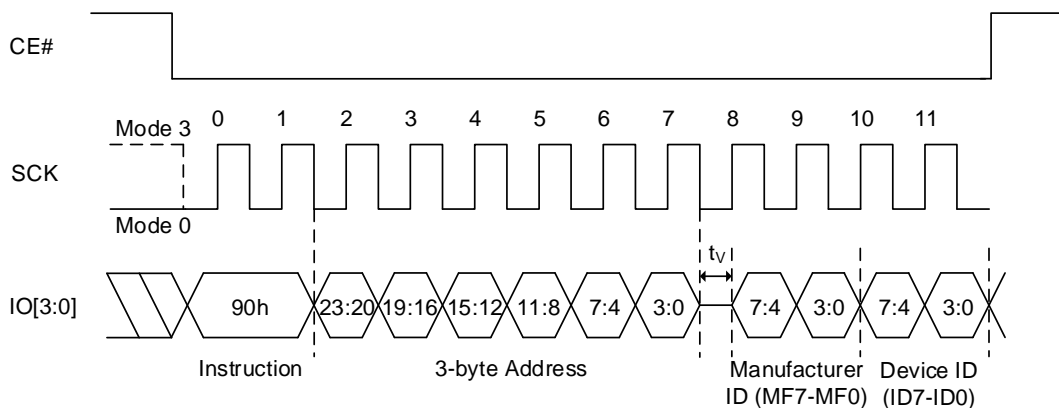 CE#
0 1 2 3 4 5 6 7 8 9 10 11
Mode 3
SCK
Mode 0
tV
IO[3:0]
90h 23:20 19:16 15:12 11:8 7:4 3:0 7:4 3:0 7:4 3:0
Instruction
3-byte Address
Manufacturer
ID (MF7-MF0)
Device ID
(ID7-ID0)